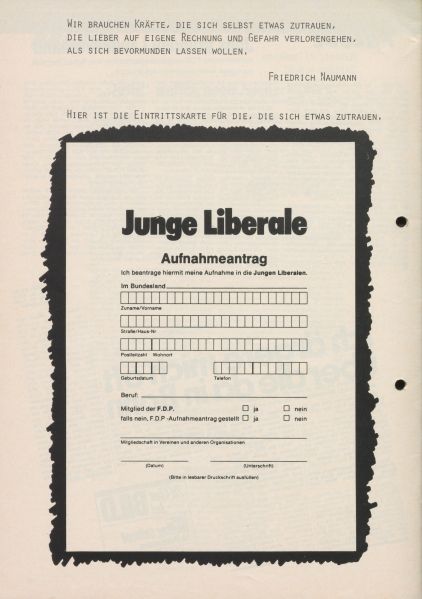 WIR BRAUCHEN KRÄFTE, DIE SICH SELBST ETWAS ZUTRAUEN,
DIE LIEBER AUF EIGENE RECHNUNG UND GEFAHR VERLORENGEHEN,
ALS SICH BEVORMUNDEN LASSEN WOLLEN.
FRIEDRICH NAUMANN
HIER IST DIE EINTRITTSKARTE FÜR DIE, DIE SICH ETWAS ZUTRAUEN.
Junge Liberale
Aufnahmeantrag
Ich beantrage hiermit meine Aufnahme in die Jungen Liberalen.
Im Bundesland
Zuname/Vorname
Straße/Haus-Nr
Postleitzahl Wohnort
Geburtsdatum Telefon
Beruf:
Mitglied der F.D.P. ja nein
falls nein, F.D.P.-Aufnahmeantrag gestellt ja nein
Mitgliedschaft in Vereinen und anderen Organisationen
(Datum) (Unterschrift)
(Bitte in lesbarer Druckschrift ausfüllen)